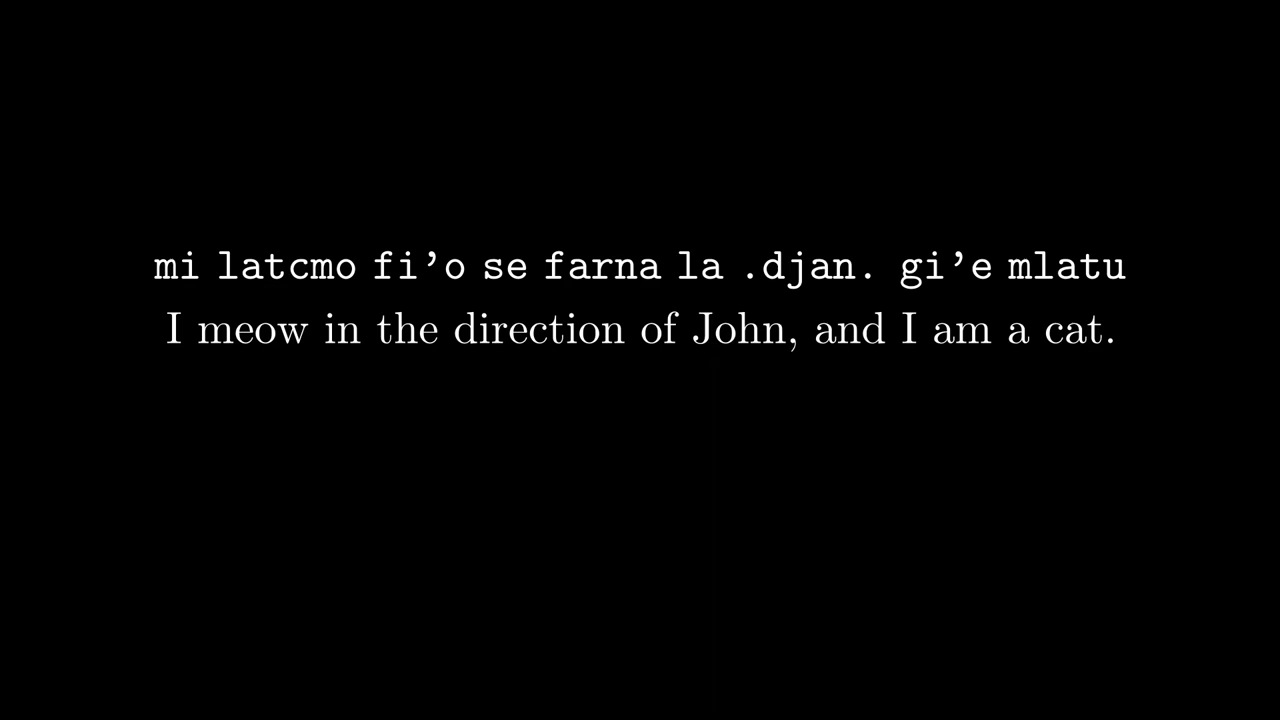 mi latcmo fi’o se farna la .djan. gi’e mlatu
I meow in the direction of John, and I am a cat.